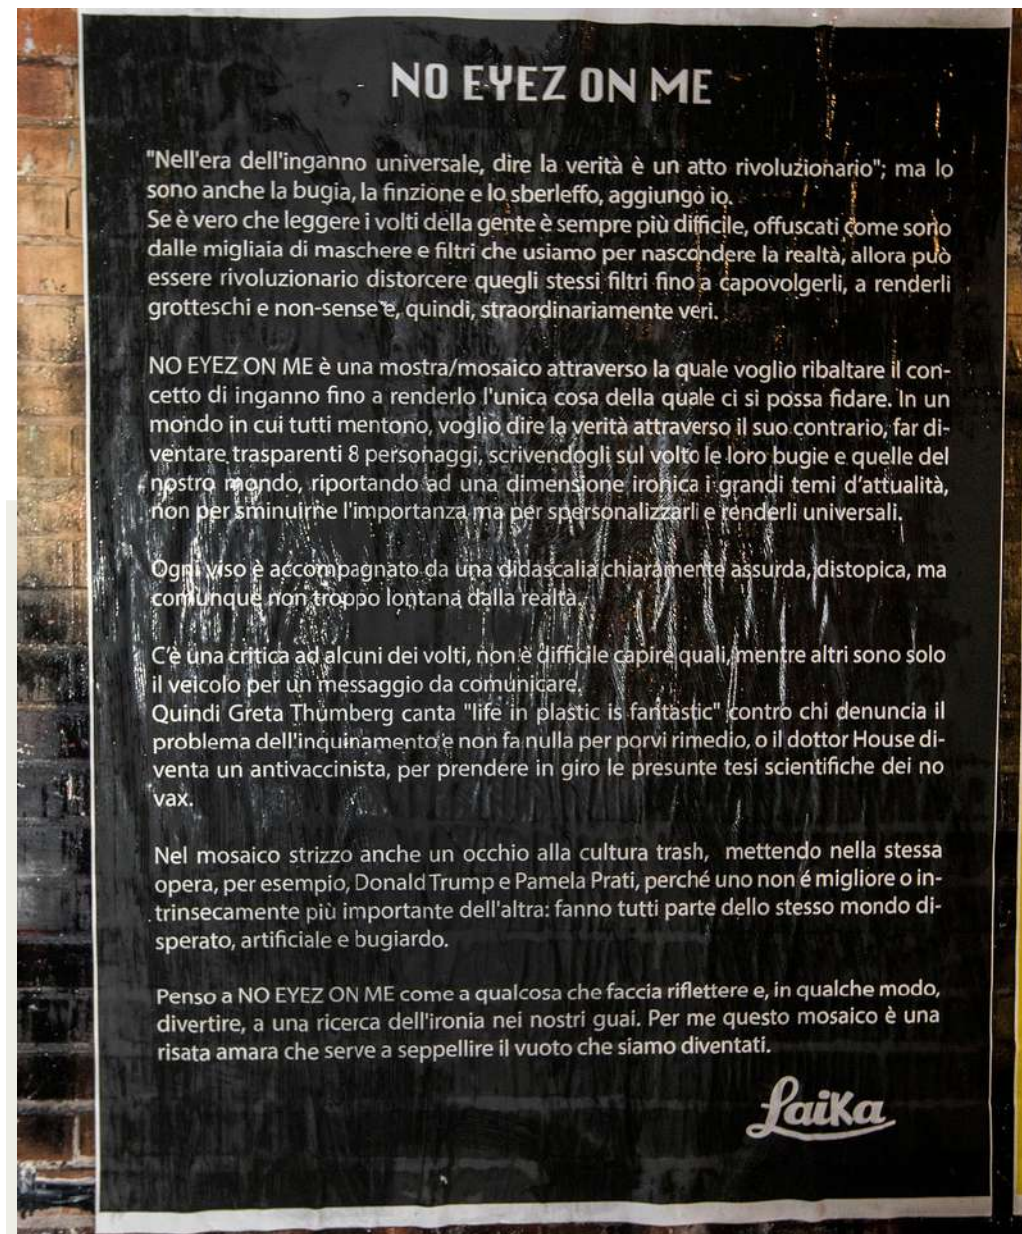 NO EYEZ ON ME
"Nell'era dell'inganno universale, dire la verità è un atto rivoluzionario"; ma lo
sono anche la bugia, la finzione e lo sberleffo, aggiungo io.
Se è vero che leggere i volti della gente è sempre più difficile, offuscati come sono
dalle migliaia di maschere e filtri che usiamo per nascondere la realtà, allora può
essere rivoluzionario distorcere quegli stessi filtri fino a capovolgerli, a renderli
grotteschi e non-sense e, quindi, straordinariamente veri.
NO EYEZ ON ME è una mostra/mosaico attraverso la quale voglio ribaltare il con-
cetto di inganno fino a renderlo l'unica cosa della quale ci si possa fidare. In un
mondo in cui tutti mentono, voglio dire la verità attraverso il suo contrario, far di-
ventare trasparenti 8 personaggi, scrivendogli sul volto le loro bugie e quelle del
nostro mondo, riportando ad una dimensione ironica i grandi temi d'attualità,
non per sminuirne l'importanza ma per spersonalizzarli e renderli universali.
Ogni viso è accompagnato da una didascalia chiaramente assurda, distopica, ma
comunque non troppo lontana dalla realtà.
C'è una critica ad alcuni dei volti, non è difficile capire quali, mentre altri sono solo
il veicolo per un messaggio da comunicare.
Quindi Greta Thumberg canta "life in plastic is fantastic" contro chi denuncia il
problema dell'inquinamento e non fa nulla per porvi rimedio, o il dottor House di-
venta un antivaccinista, per prendere in giro le presunte tesi scientifiche dei no
vax.
Nel mosaico strizzo anche un occhio alla cultura trash, mettendo nella stessa
opera, per esempio, Donald Trump e Pamela Prati, perché uno non é migliore o in-
trinsecamente più importante dell'altra: fanno tutti parte dello stesso mondo di-
sperato, artificiale e bugiardo.
Penso a NO EYEZ ON ME come a qualcosa che faccia riflettere e, in qualche modo,
divertire, a una ricerca dell'ironia nei nostri guai. Per me questo mosaico è una
risata amara che serve a seppellire il vuoto che siamo diventati.
Laika